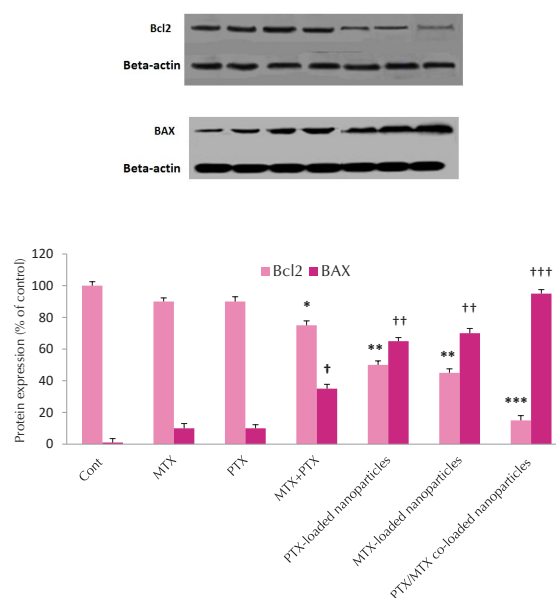 Bcl2
Beta-actin
BAX
Beta-actin
Protein expression (% of control)
120
100
80
60
40
20
0
Bcl2 BAX
*
†
**
††
**
††
***
†††
Cont
MTX
PTX
MTX+PTX
PTX-loaded nanoparticles
MTX-loaded nanoparticles
PTX/MTX co-loaded nanoparticles